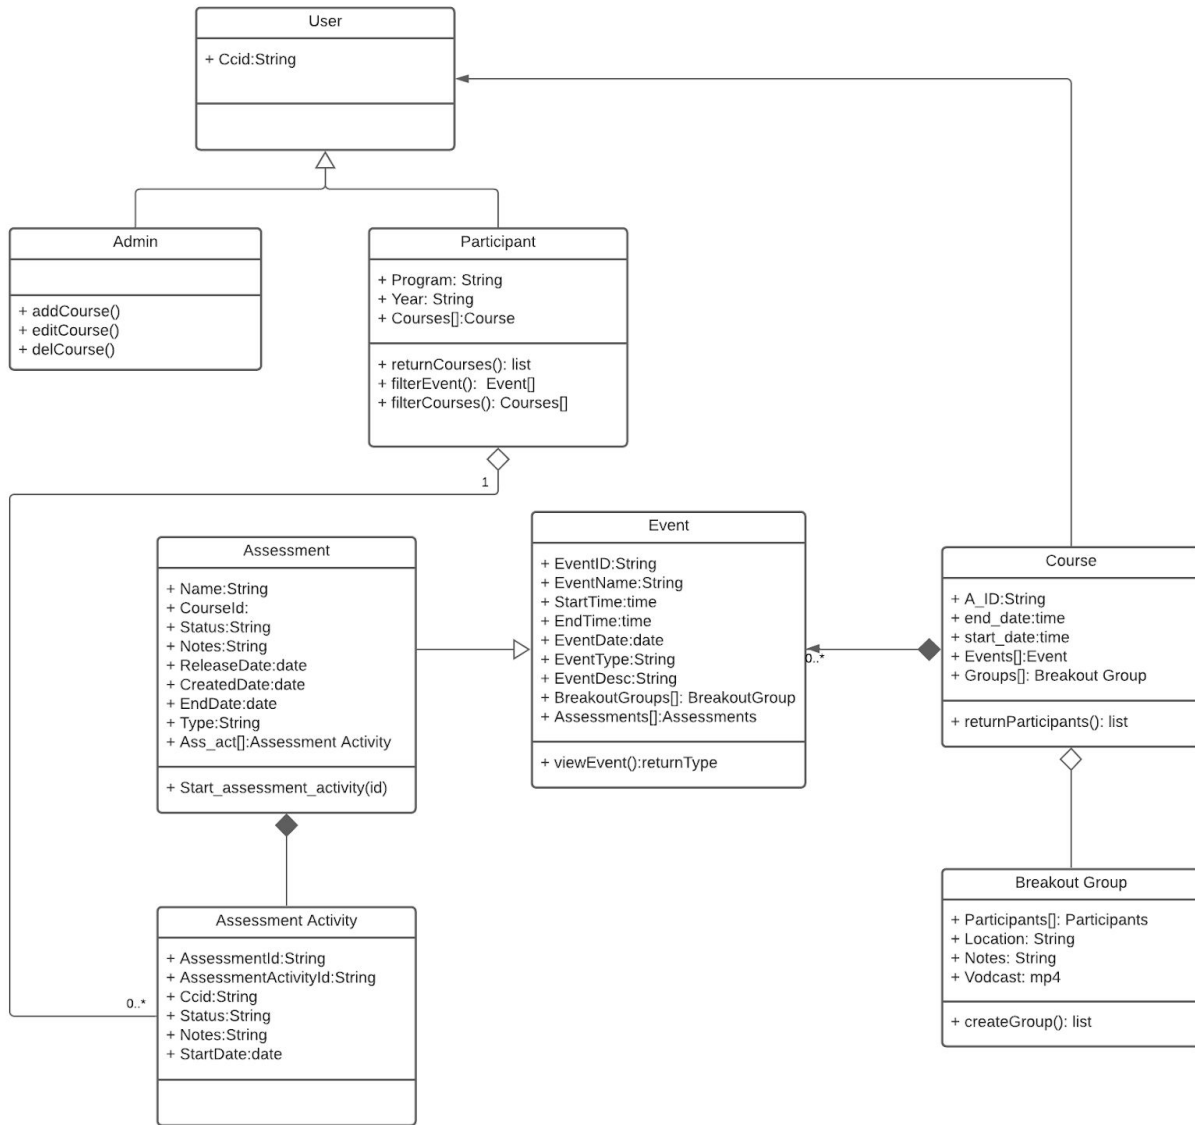 User
+ Ccid:String
Admin
+ addCourse()
+ editCourse()
+ delCourse()
Participant
+ Program: String
+ Year: String
+ Courses[]:Course
+ returnCourses(): list
+ filterEvent():  Event[]
+ filterCourses(): Courses[]
1
Assessment
+ Name:String
+ CourseId:
+ Status:String
+ Notes:String
+ ReleaseDate:date
+ CreatedDate:date
+ EndDate:date
+ Type:String
+ Ass_act[]:Assessment Activity
+ Start_assessment_activity(id)
Event
+ EventID:String
+ EventName:String
+ StartTime:time
+ EndTime:time
+ EventDate:date
+ EventType:String
+ EventDesc:String
+ BreakoutGroups[]: BreakoutGroup
+ Assessments[]:Assessments
+ viewEvent():returnType
0..*
Course
+ A_ID:String
+ end_date:time
+ start_date:time
+ Events[]:Event
+ Groups[]: Breakout Group
+ returnParticipants(): list
Assessment Activity
+ AssessmentId:String
+ AssessmentActivityId:String
+ Ccid:String
+ Status:String
+ Notes:String
+ StartDate:date
0..*
Breakout Group
+ Participants[]: Participants
+ Location: String
+ Notes: String
+ Vodcast: mp4
+ createGroup(): list